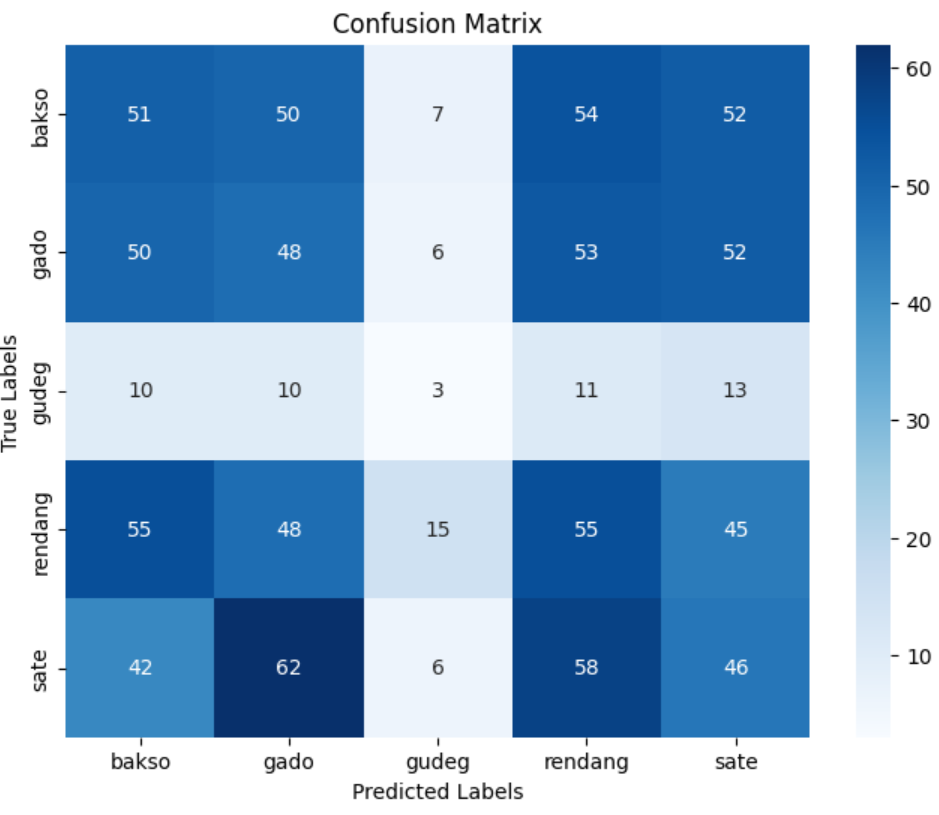 Confusion Matrix
bakso 51 50 7 54 52
gado 50 48 6 53 52
gudeg 10 10 3 11 13
rendang 55 48 15 55 45
sate 42 62 6 58 46
bakso gado gudeg rendang sate
Predicted Labels
True Labels
60
50
40
30
20
10